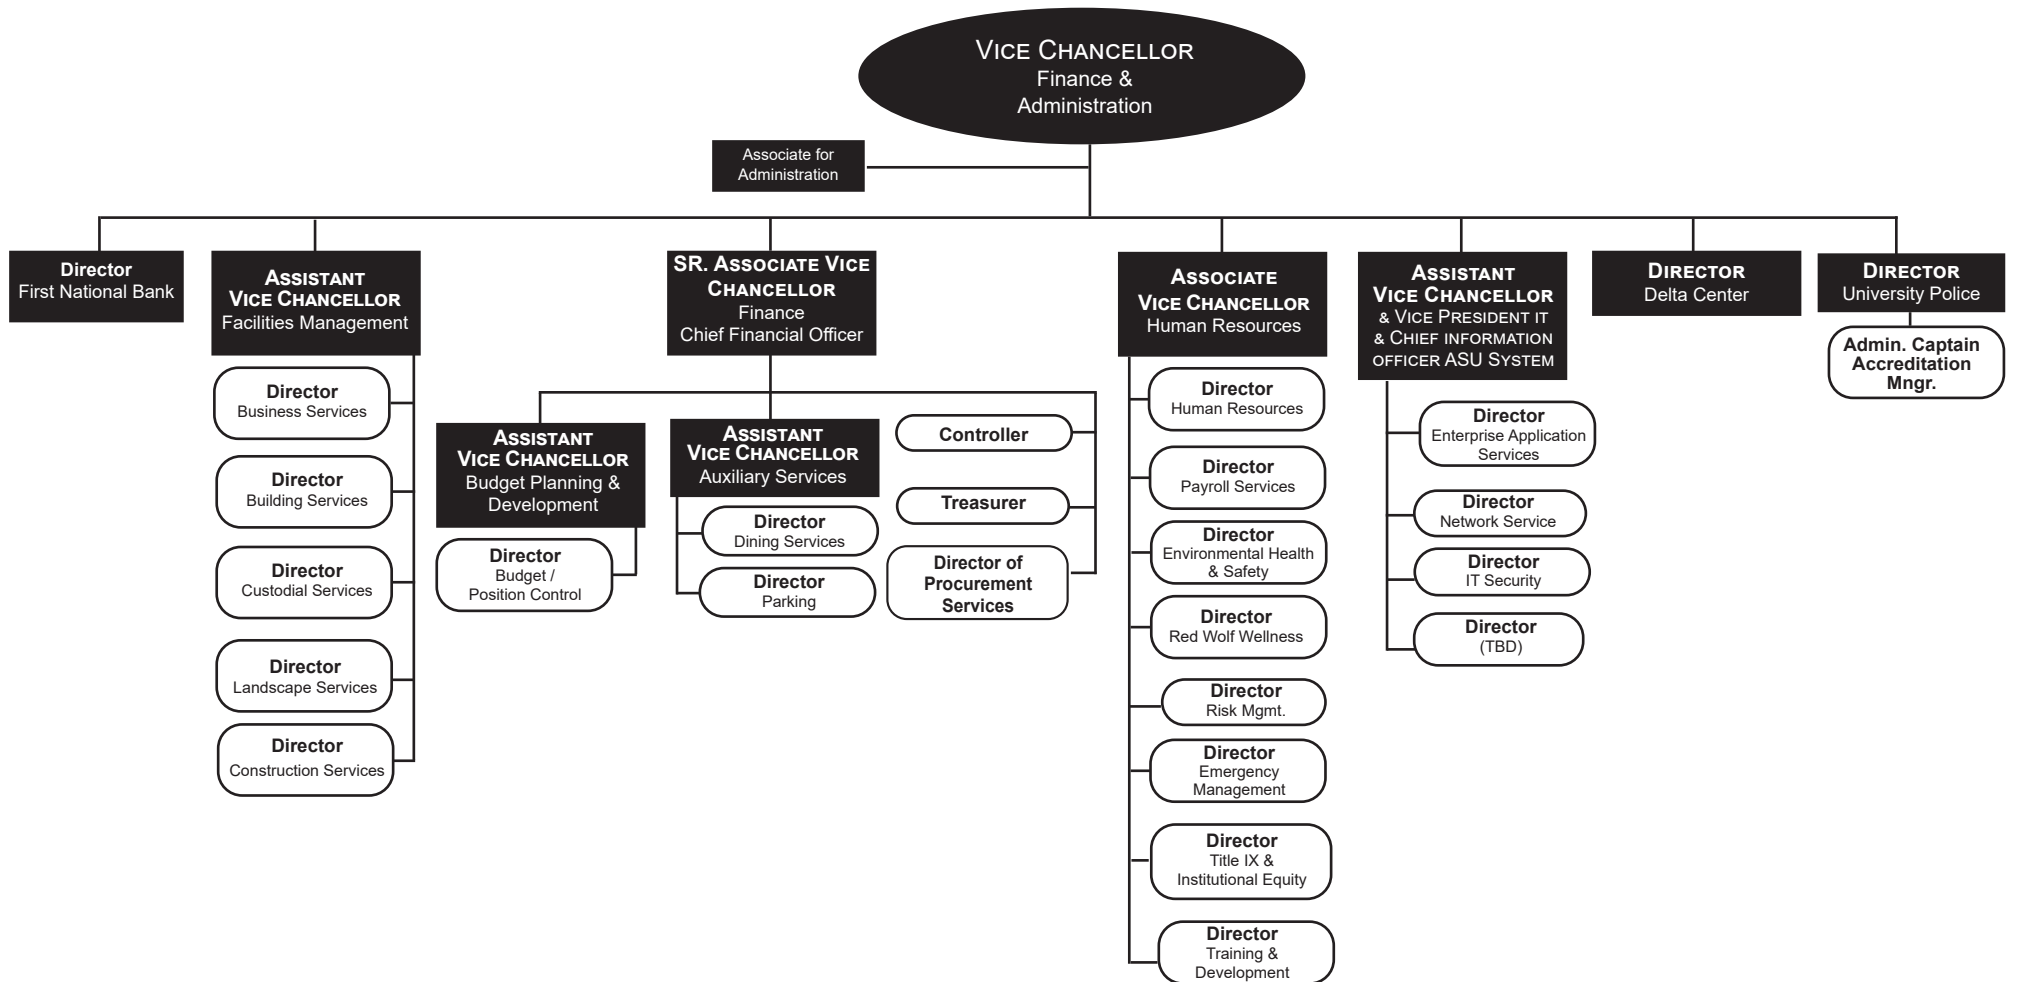 VICE CHANCELLOR
Finance &
Administration
Associate for
Administration
Director
First National Bank
ASSISTANT
VICE CHANCELLOR
Facilities Management
Director
Business Services
Director
Building Services
Director
Custodial Services
Director
Landscape Services
Director
Construction Services
SR. ASSOCIATE VICE
CHANCELLOR
Finance
Chief Financial Officer
ASSISTANT
VICE CHANCELLOR
Budget Planning &
Development
Director
Budget /
Position Control
ASSISTANT
VICE CHANCELLOR
Auxiliary Services
Director
Dining Services
Director
Parking
Controller
Treasurer
Director of
Procurement
Services
ASSOCIATE
VICE CHANCELLOR
Human Resources
Director
Human Resources
Director
Payroll Services
Director
Environmental Health
& Safety
Director
Red Wolf Wellness
Director
Risk Mgmt.
Director
Emergency
Management
Director
Title IX &
Institutional Equity
Director
Training &
Development
ASSISTANT
VICE CHANCELLOR
& VICE PRESIDENT IT
& CHIEF INFORMATION
OFFICER ASU SYSTEM
Director
Enterprise Application
Services
Director
Network Service
Director
IT Security
Director
(TBD)
DIRECTOR
Delta Center
DIRECTOR
University Police
Admin. Captain
Accreditation
Mngr.